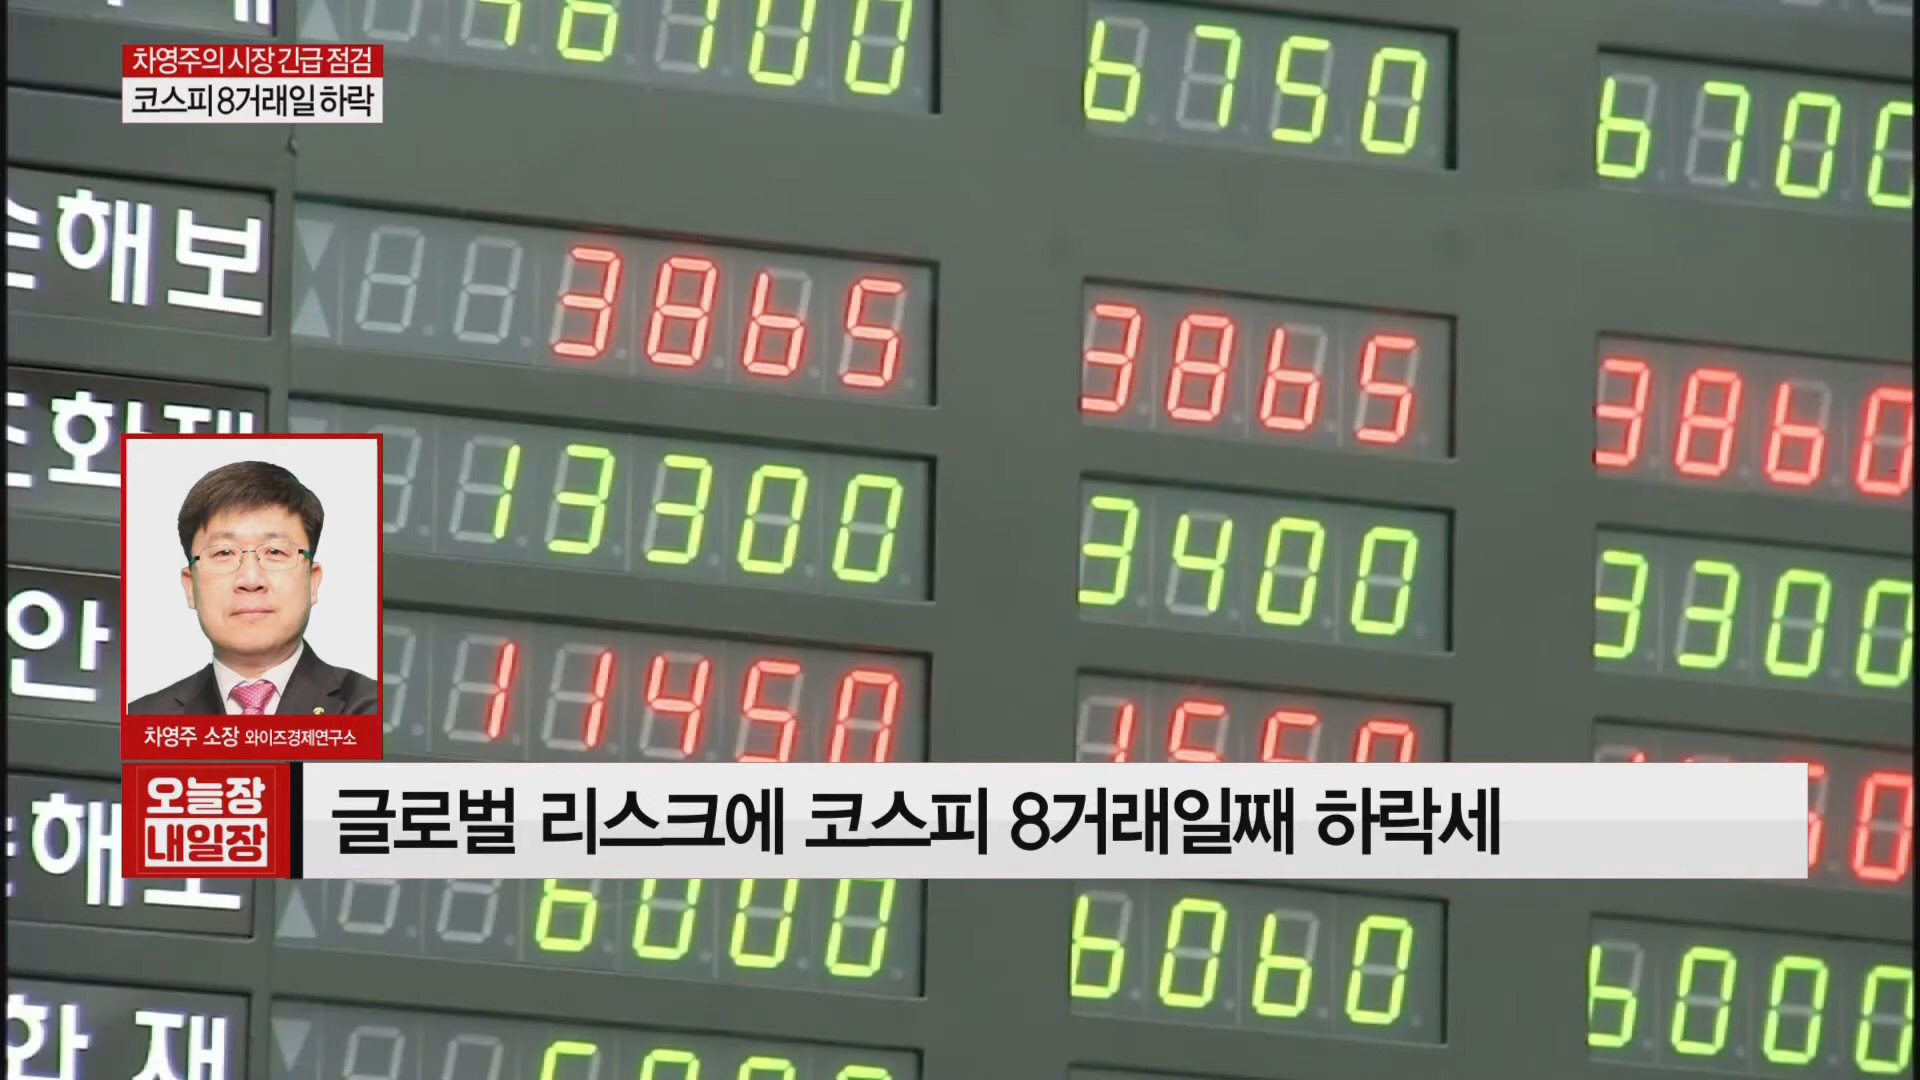 차영주의 시장 긴급 점검
코스피 8거래일 하락
6750
6700
해보
3865
3865
3860
13300
3400
3300
안
11450
차영주 소장 와이즈경제연구소
오늘장
내일장
글로벌 리스크에 코스피 8거래일째 하락세
6000
6060
6000